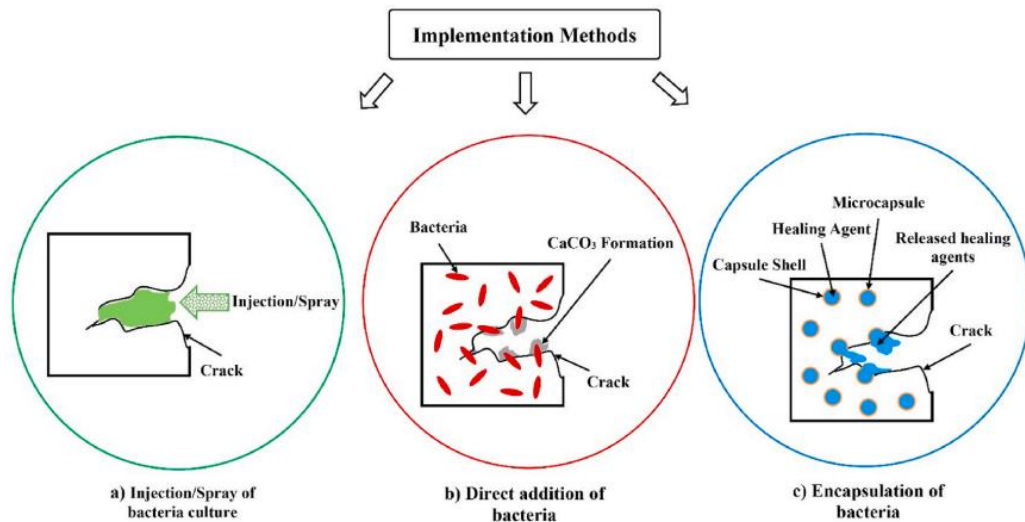 Implementation Methods
Injection/Spray
Crack
a) Injection/Spray of
bacteria culture
Bacteria
CaCO₃ Formation
Crack
b) Direct addition of
bacteria
Microcapsule
Healing Agent
Released healing
agents
Capsule Shell
Crack
c) Encapsulation of
bacteria